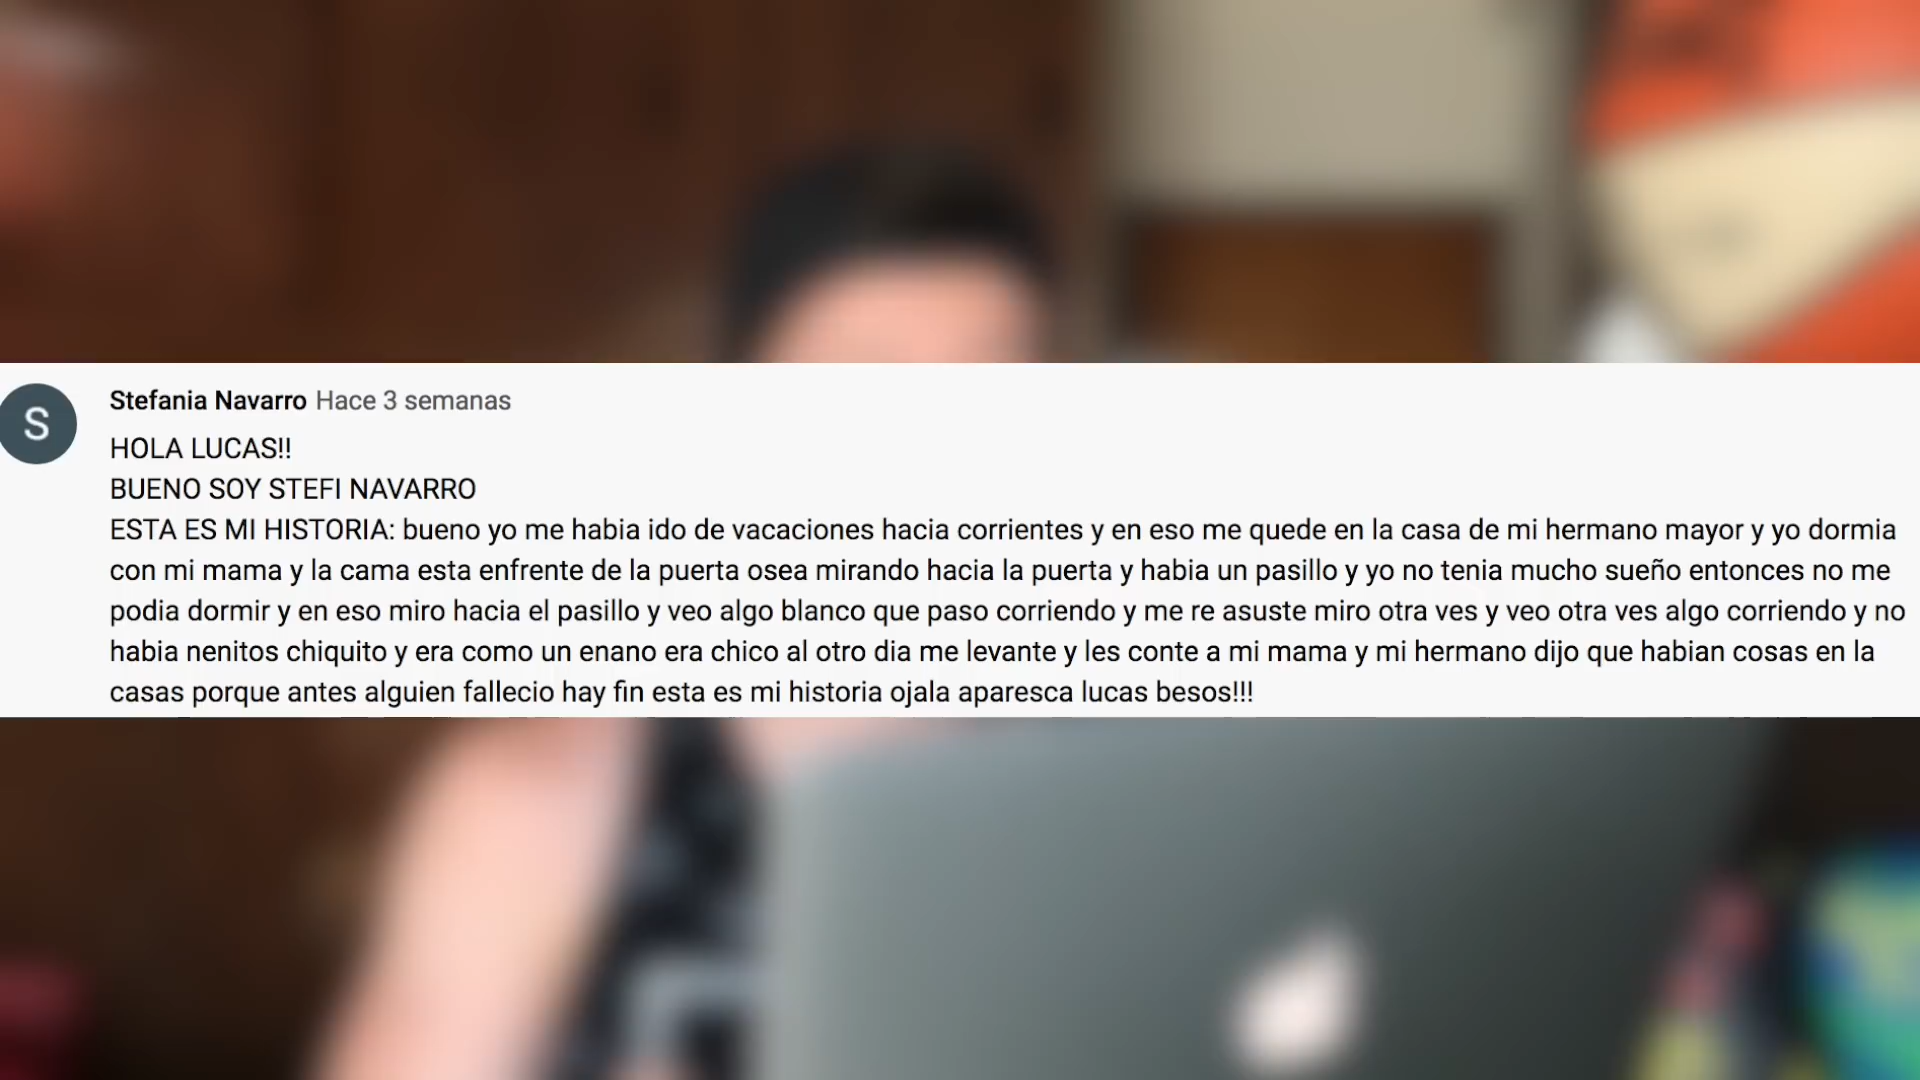 S
Stefania Navarro Hace 3 semanas
HOLA LUCAS!!
BUENO SOY STEFI NAVARRO
ESTA ES MI HISTORIA: bueno yo me habia ido de vacaciones hacia corrientes y en eso me quede en la casa de mi hermano mayor y yo dormia
con mi mama y la cama esta enfrente de la puerta osea mirando hacia la puerta y habia un pasillo y yo no tenia mucho sueño entonces no me
podia dormir y en eso miro hacia el pasillo y veo algo blanco que paso corriendo y me re asuste miro otra ves y veo otra ves algo corriendo y no
habia nenitos chiquito y era como un enano era chico al otro dia me levante y les conte a mi mama y mi hermano dijo que habian cosas en la
casas porque antes alguien fallecio hay fin esta es mi historia ojala aparesca lucas besos!!!